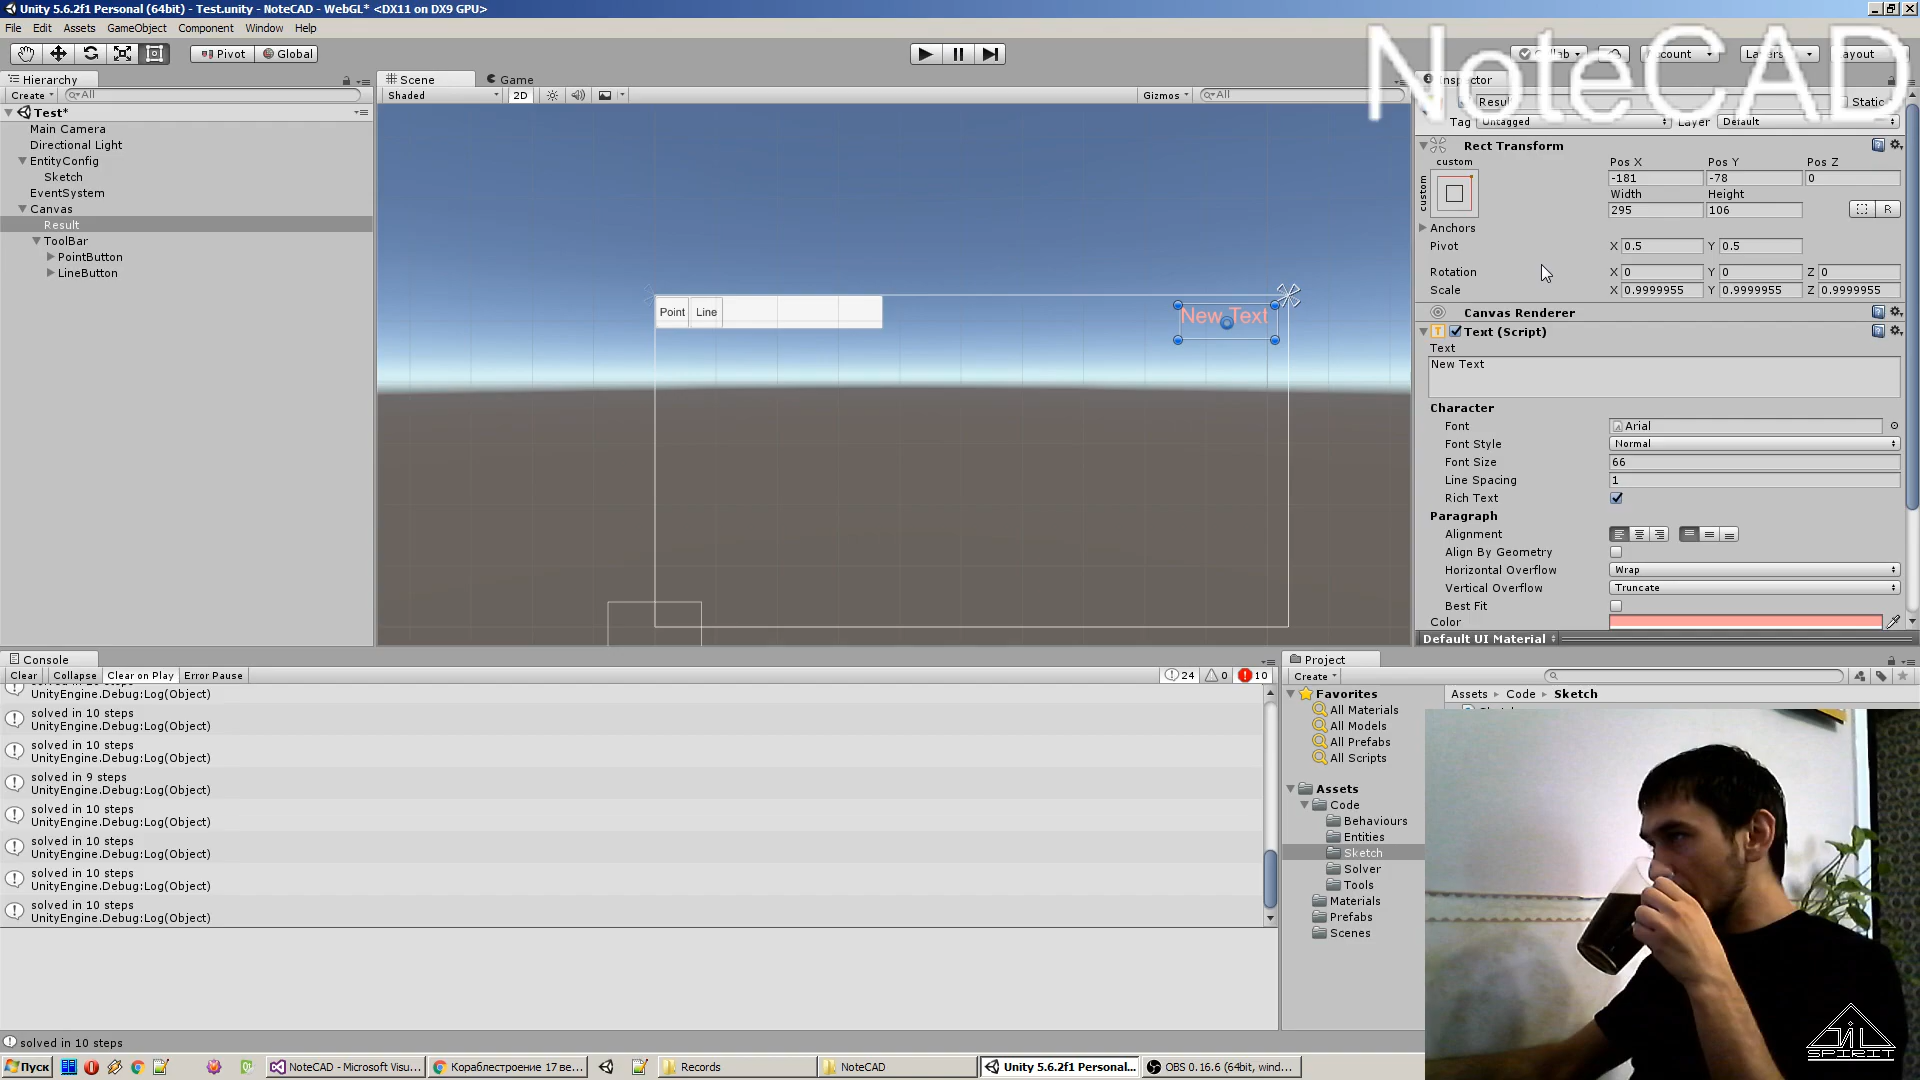 Unity 5.6.2f1 Personal (64bit) - Test.unity - NoteCAD - WebGL* <DX11 on DX9 GPU>
File Edit Assets GameObject Component Window Help
Pivot Global
Account Layout
NoteCAD
Hierarchy
Create All
Test*
Main Camera
Directional Light
EntityConfig
Sketch
EventSystem
Canvas
Result
ToolBar
PointButton
LineButton
Scene Game
Shaded 2D Gizmos All
Point Line
New Text
Inspector
Static
Tag Untagged Layer Default
Rect Transform
custom Pos X Pos Y Pos Z
custom
-181 -78 0
Width Height
295 106 R
Anchors
Pivot X 0.5 Y 0.5
Rotation X 0 Y 0 Z 0
Scale X 0.9999955 Y 0.9999955 Z 0.9999955
Canvas Renderer
Text (Script)
Text
New Text
Character
Font Arial
Font Style Normal
Font Size 66
Line Spacing 1
Rich Text
Paragraph
Alignment
Align By Geometry
Horizontal Overflow Wrap
Vertical Overflow Truncate
Best Fit
Color
Default UI Material
Console
Clear Collapse Clear on Play Error Pause 24 0 10
UnityEngine.Debug:Log(Object)
solved in 10 steps
UnityEngine.Debug:Log(Object)
solved in 10 steps
UnityEngine.Debug:Log(Object)
solved in 9 steps
UnityEngine.Debug:Log(Object)
solved in 10 steps
UnityEngine.Debug:Log(Object)
solved in 10 steps
UnityEngine.Debug:Log(Object)
solved in 10 steps
UnityEngine.Debug:Log(Object)
solved in 10 steps
UnityEngine.Debug:Log(Object)
solved in 10 steps
Project
Create
Favorites
All Materials
All Models
All Prefabs
All Scripts
Assets
Code
Behaviours
Entities
Sketch
Solver
Tools
Materials
Prefabs
Scenes
Assets Code Sketch
SPIRIT
Пуск NoteCAD - Microsoft Visu... Кораблестроение 17 ве... Records NoteCAD Unity 5.6.2f1 Personal... OBS 0.16.6 (64bit, wind...